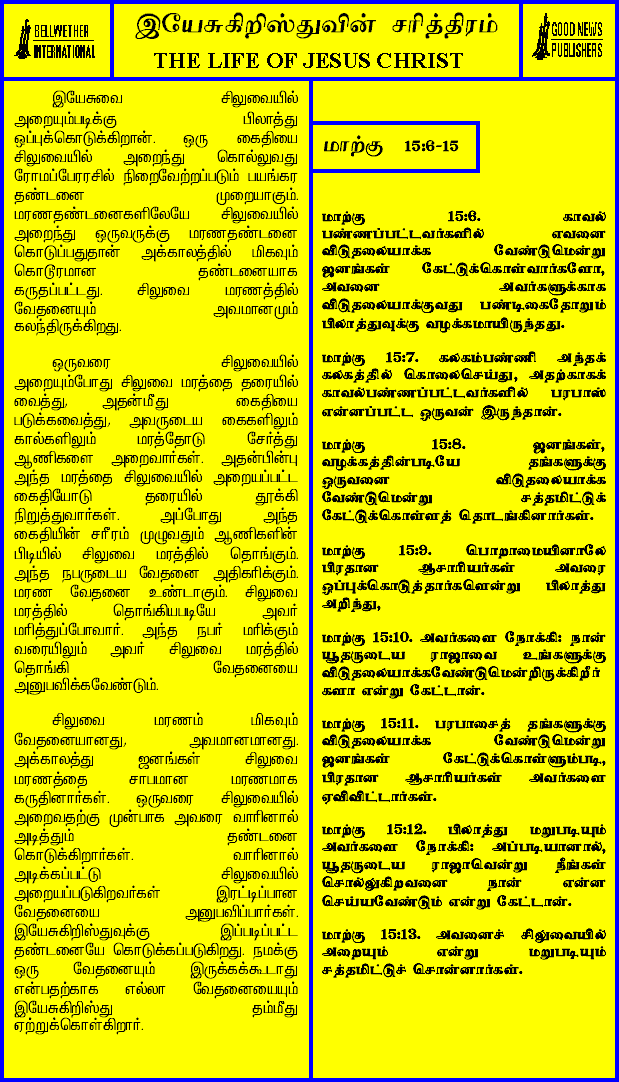 BELLWETHER
INTERNATIONAL
இயேசுகிறிஸ்துவின் சரித்திரம்
THE LIFE OF JESUS CHRIST
GOOD NEWS
PUBLISHERS
இயேசுவை சிலுவையில்
அறையும்படிக்கு பிலாத்து
ஒப்புக்கொடுக்கிறான். ஒரு கைதியை
சிலுவையில் அறைந்து கொல்லுவது
ரோமப்பேரரசில் நிறைவேற்றப்படும் பயங்கர
தண்டனை முறையாகும்.
மரணதண்டனைகளிலேயே சிலுவையில்
அறைந்து ஒருவருக்கு மரணதண்டனை
கொடுப்பதுதான் அக்காலத்தில் மிகவும்
கொடூரமான தண்டனையாக
கருதப்பட்டது. சிலுவை மரணத்தில்
வேதனையும் அவமானமும்
கலந்திருக்கிறது.
ஒருவரை சிலுவையில்
அறையும்போது சிலுவை மரத்தை தரையில்
வைத்து, அதன்மீது கைதியை
படுக்கவைத்து, அவருடைய கைகளிலும்
கால்களிலும் மரத்தோடு சேர்த்து
ஆணிகளை அறைவார்கள். அதன்பின்பு
அந்த மரத்தை சிலுவையில் அறையப்பட்ட
கைதியோடு தரையில் தூக்கி
நிறுத்துவார்கள். அப்போது அந்த
கைதியின் சரீரம் முழுவதும் ஆணிகளின்
பிடியில் சிலுவை மரத்தில் தொங்கும்.
அந்த நபருடைய வேதனை அதிகரிக்கும்.
மரண வேதனை உண்டாகும். சிலுவை
மரத்தில் தொங்கியபடியே அவர்
மரித்துப்போவார். அந்த நபர் மரிக்கும்
வரையிலும் அவர் சிலுவை மரத்தில்
தொங்கி வேதனையை
அனுபவிக்கவேண்டும்.
சிலுவை மரணம் மிகவும்
வேதனையானது, அவமானமானது.
அக்காலத்து ஜனங்கள் சிலுவை
மரணத்தை சாபமான மரணமாக
கருதினார்கள். ஒருவரை சிலுவையில்
அறைவதற்கு முன்பாக அவரை வாரினால்
அடித்தும் தண்டனை
கொடுக்கிறார்கள். வாரினால்
அடிக்கப்பட்டு சிலுவையில்
அறையப்படுகிறவர்கள் இரட்டிப்பான
வேதனையை அனுபவிப்பார்கள்.
இயேசுகிறிஸ்துவுக்கு இப்படிப்பட்ட
தண்டனையே கொடுக்கப்படுகிறது. நமக்கு
ஒரு வேதனையும் இருக்கக்கூடாது
என்பதற்காக எல்லா வேதனையையும்
இயேசுகிறிஸ்து தம்மீது
ஏற்றுக்கொள்கிறார்.
மாற்கு 15:6-15
மாற்கு 15:6. காவல்
பண்ணப்பட்டவர்களில் எவனை
விடுதலையாக்க வேண்டுமென்று
ஜனங்கள் கேட்டுக்கொள்வார்களோ,
அவனை அவர்களுக்காக
விடுதலையாக்குவது பண்டிகைதோறும்
பிலாத்துவுக்கு வழக்கமாயிருந்தது.
மாற்கு 15:7. கலகம்பண்ணி அந்தக்
கலகத்தில் கொலைசெய்து, அதற்காகக்
காவல்பண்ணப்பட்டவர்களில் பரபாஸ்
என்னப்பட்ட ஒருவன் இருந்தான்.
மாற்கு 15:8. ஜனங்கள்,
வழக்கத்தின்படியே தங்களுக்கு
ஒருவனை விடுதலையாக்க
வேண்டுமென்று சத்தமிட்டுக்
கேட்டுக்கொள்ளத் தொடங்கினார்கள்.
மாற்கு 15:9. பொறாமையினாலே
பிரதான ஆசாரியர்கள் அவரை
ஒப்புக்கொடுத்தார்களென்று பிலாத்து
அறிந்து,
மாற்கு 15:10. அவர்களை நோக்கி: நான்
யூதருடைய ராஜாவை உங்களுக்கு
விடுதலையாக்கவேண்டுமென்றிருக்கிறீர்
களா என்று கேட்டான்.
மாற்கு 15:11. பரபாசைத் தங்களுக்கு
விடுதலையாக்க வேண்டுமென்று
ஜனங்கள் கேட்டுக்கொள்ளும்படி,
பிரதான ஆசாரியர்கள் அவர்களை
ஏவிவிட்டார்கள்.
மாற்கு 15:12. பிலாத்து மறுபடியும்
அவர்களை நோக்கி: அப்படியானால்,
யூதருடைய ராஜாவென்று நீங்கள்
சொல்லுகிறவனை நான் என்ன
செய்யவேண்டும் என்று கேட்டான்.
மாற்கு 15:13. அவனைச் சிலுவையில்
அறையும் என்று மறுபடியும்
சத்தமிட்டுச் சொன்னார்கள்.